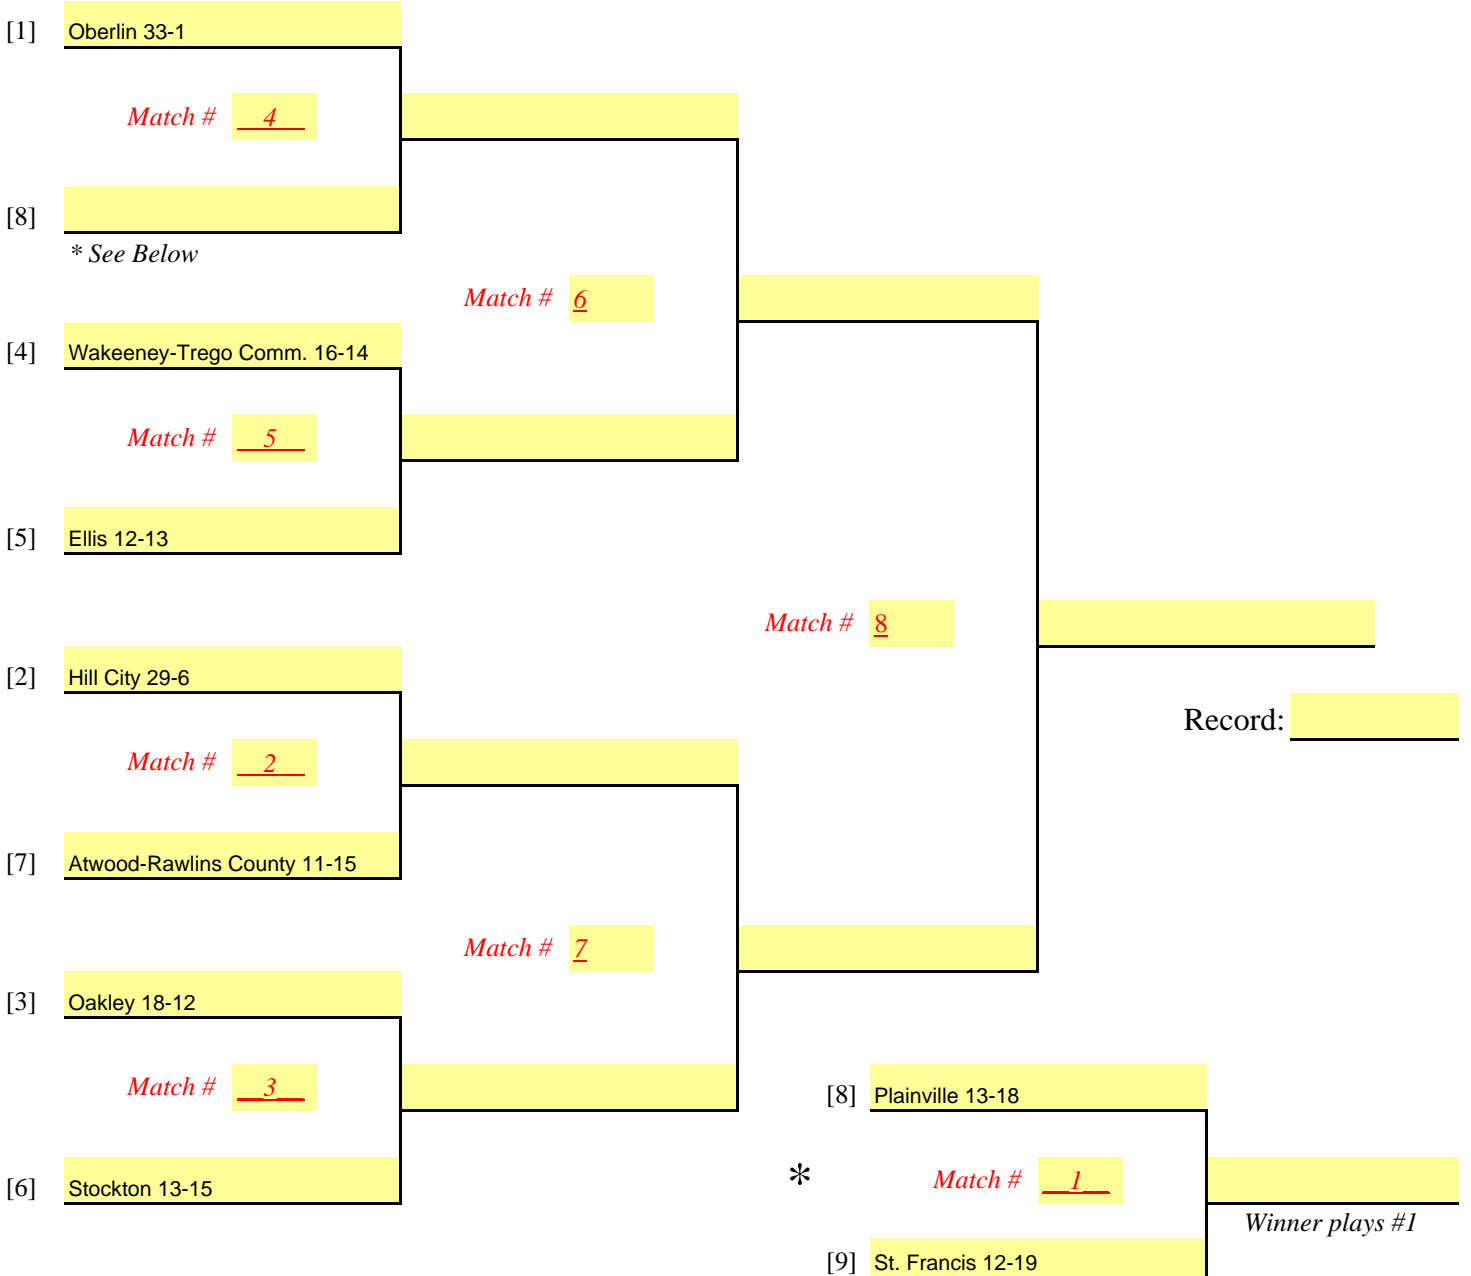 [1] Oberlin 33-1
Match # 4
[8]
* See Below
Match # 6
[4] Wakeeney-Trego Comm. 16-14
Match # 5
[5] Ellis 12-13
Match # 8
[2] Hill City 29-6
Record:
Match # 2
[7] Atwood-Rawlins County 11-15
Match # 7
[3] Oakley 18-12
Match # __3__
[8] Plainville 13-18
[6] Stockton 13-15
* Match # __1__
Winner plays #1
[9] St. Francis 12-19